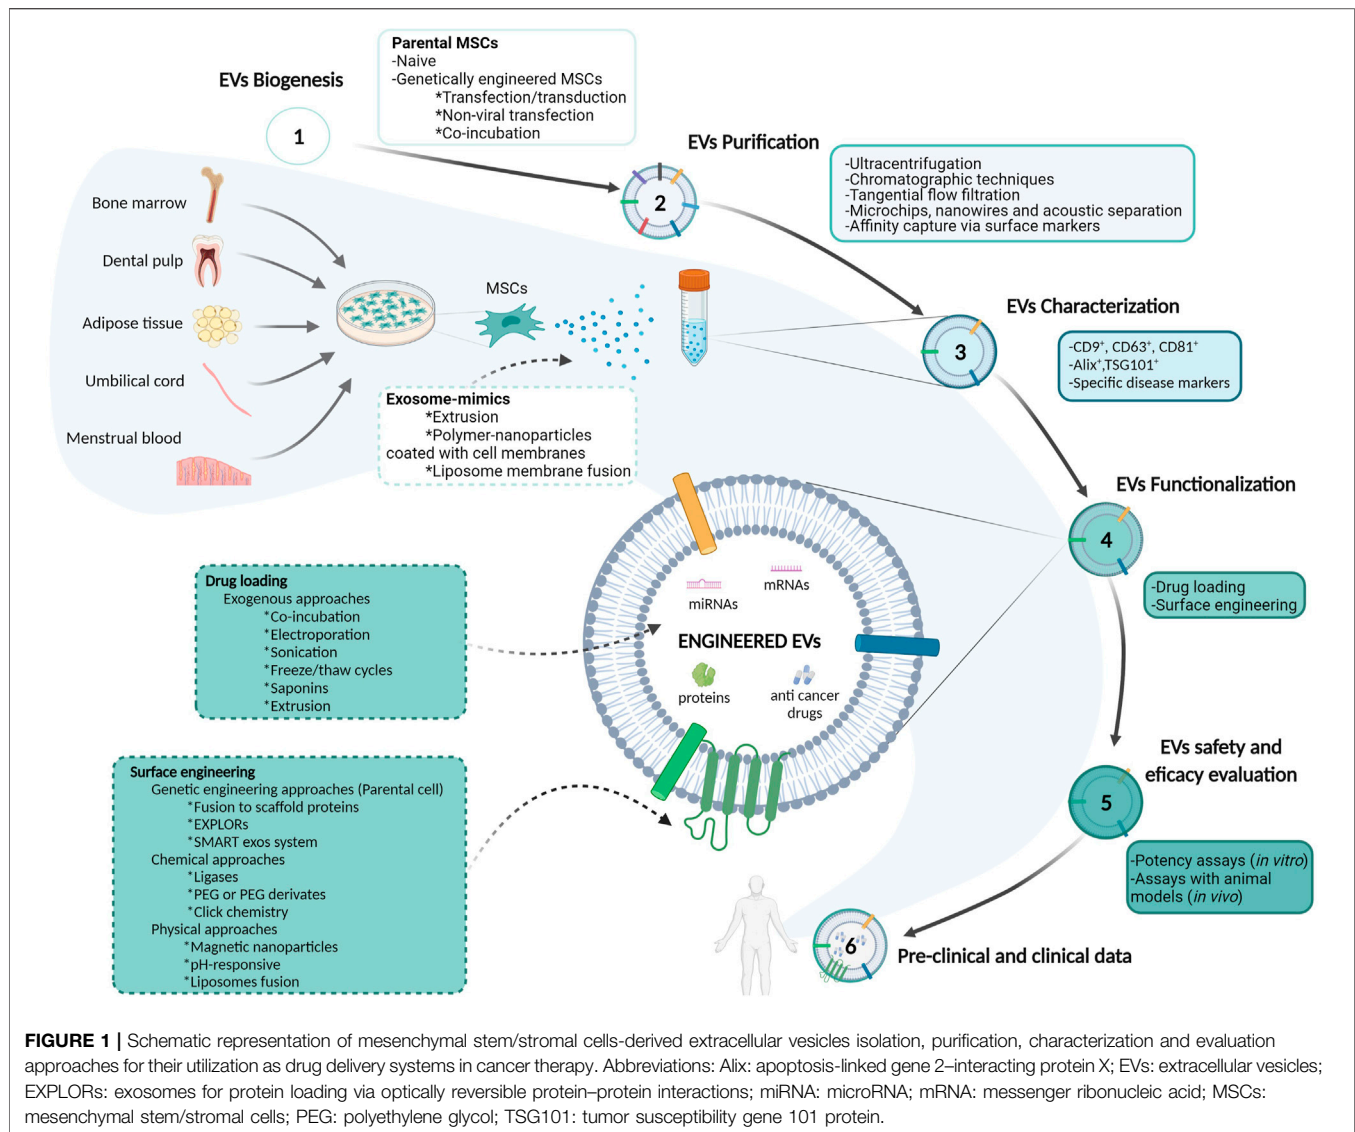 EVs Biogenesis
1
Parental MSCs
-Naive
-Genetically engineered MSCs
*Transfection/transduction
*Non-viral transfection
*Co-incubation
EVs Purification
2
-Ultracentrifugation
-Chromatographic techniques
-Tangential flow filtration
-Microchips, nanowires and acoustic separation
-Affinity capture via surface markers
Bone marrow
Dental pulp
Adipose tissue
Umbilical cord
Menstrual blood
MSCs
Exosome-mimics
*Extrusion
*Polymer-nanoparticles
coated with cell membranes
*Liposome membrane fusion
EVs Characterization
3
-CD9⁺, CD63⁺, CD81⁺
-Alix⁺,TSG101⁺
-Specific disease markers
EVs Functionalization
4
-Drug loading
-Surface engineering
miRNAs
mRNAs
ENGINEERED EVs
proteins
anti cancer
drugs
Drug loading
Exogenous approaches
*Co-incubation
*Electroporation
*Sonication
*Freeze/thaw cycles
*Saponins
*Extrusion
Surface engineering
Genetic engineering approaches (Parental cell)
*Fusion to scaffold proteins
*EXPLORs
*SMART exos system
Chemical approaches
*Ligases
*PEG or PEG derivates
*Click chemistry
Physical approaches
*Magnetic nanoparticles
*pH-responsive
*Liposomes fusion
EVs safety and
eficacy evaluation
5
-Potency assays (in vitro)
-Assays with animal
models (in vivo)
6
Pre-clinical and clinical data
FIGURE 1 | Schematic representation of mesenchymal stem/stromal cells-derived extracellular vesicles isolation, purification, characterization and evaluation
approaches for their utilization as drug delivery systems in cancer therapy. Abbreviations: Alix: apoptosis-linked gene 2–interacting protein X; EVs: extracellular vesicles;
EXPLORs: exosomes for protein loading via optically reversible protein–protein interactions; miRNA: microRNA; mRNA: messenger ribonucleic acid; MSCs:
mesenchymal stem/stromal cells; PEG: polyethylene glycol; TSG101: tumor susceptibility gene 101 protein.